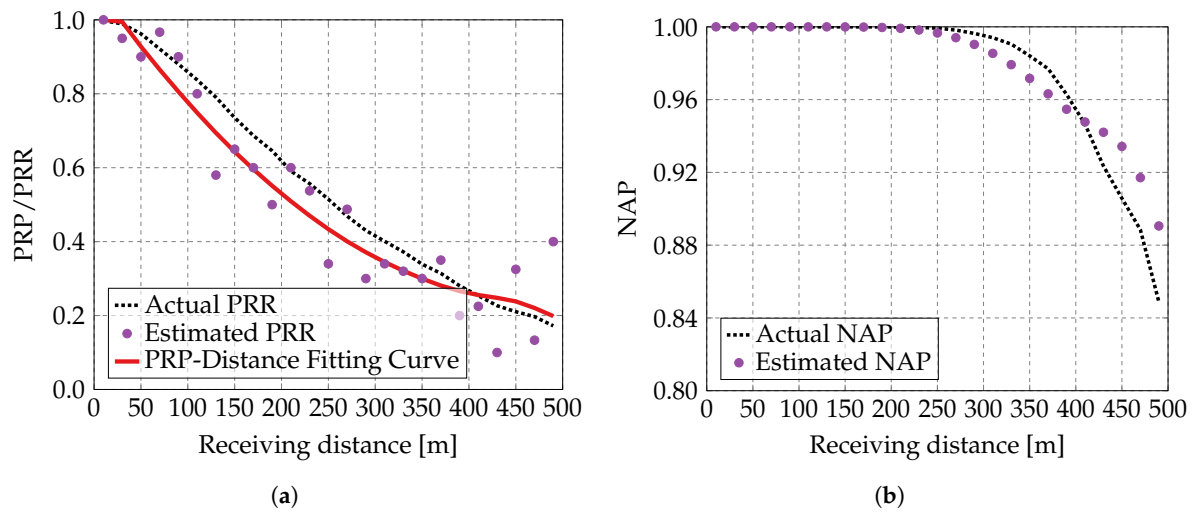 1.0
0.8
0.6
0.4
0.2
0.0
PRP/PRR
Actual PRR
Estimated PRR
PRP-Distance Fitting Curve
0 50 100 150 200 250 300 350 400 450 500
Receiving distance [m]
(a)
1.00
0.96
0.92
0.88
0.84
0.80
NAP
Actual NAP
Estimated NAP
0 50 100 150 200 250 300 350 400 450 500
Receiving distance [m]
(b)